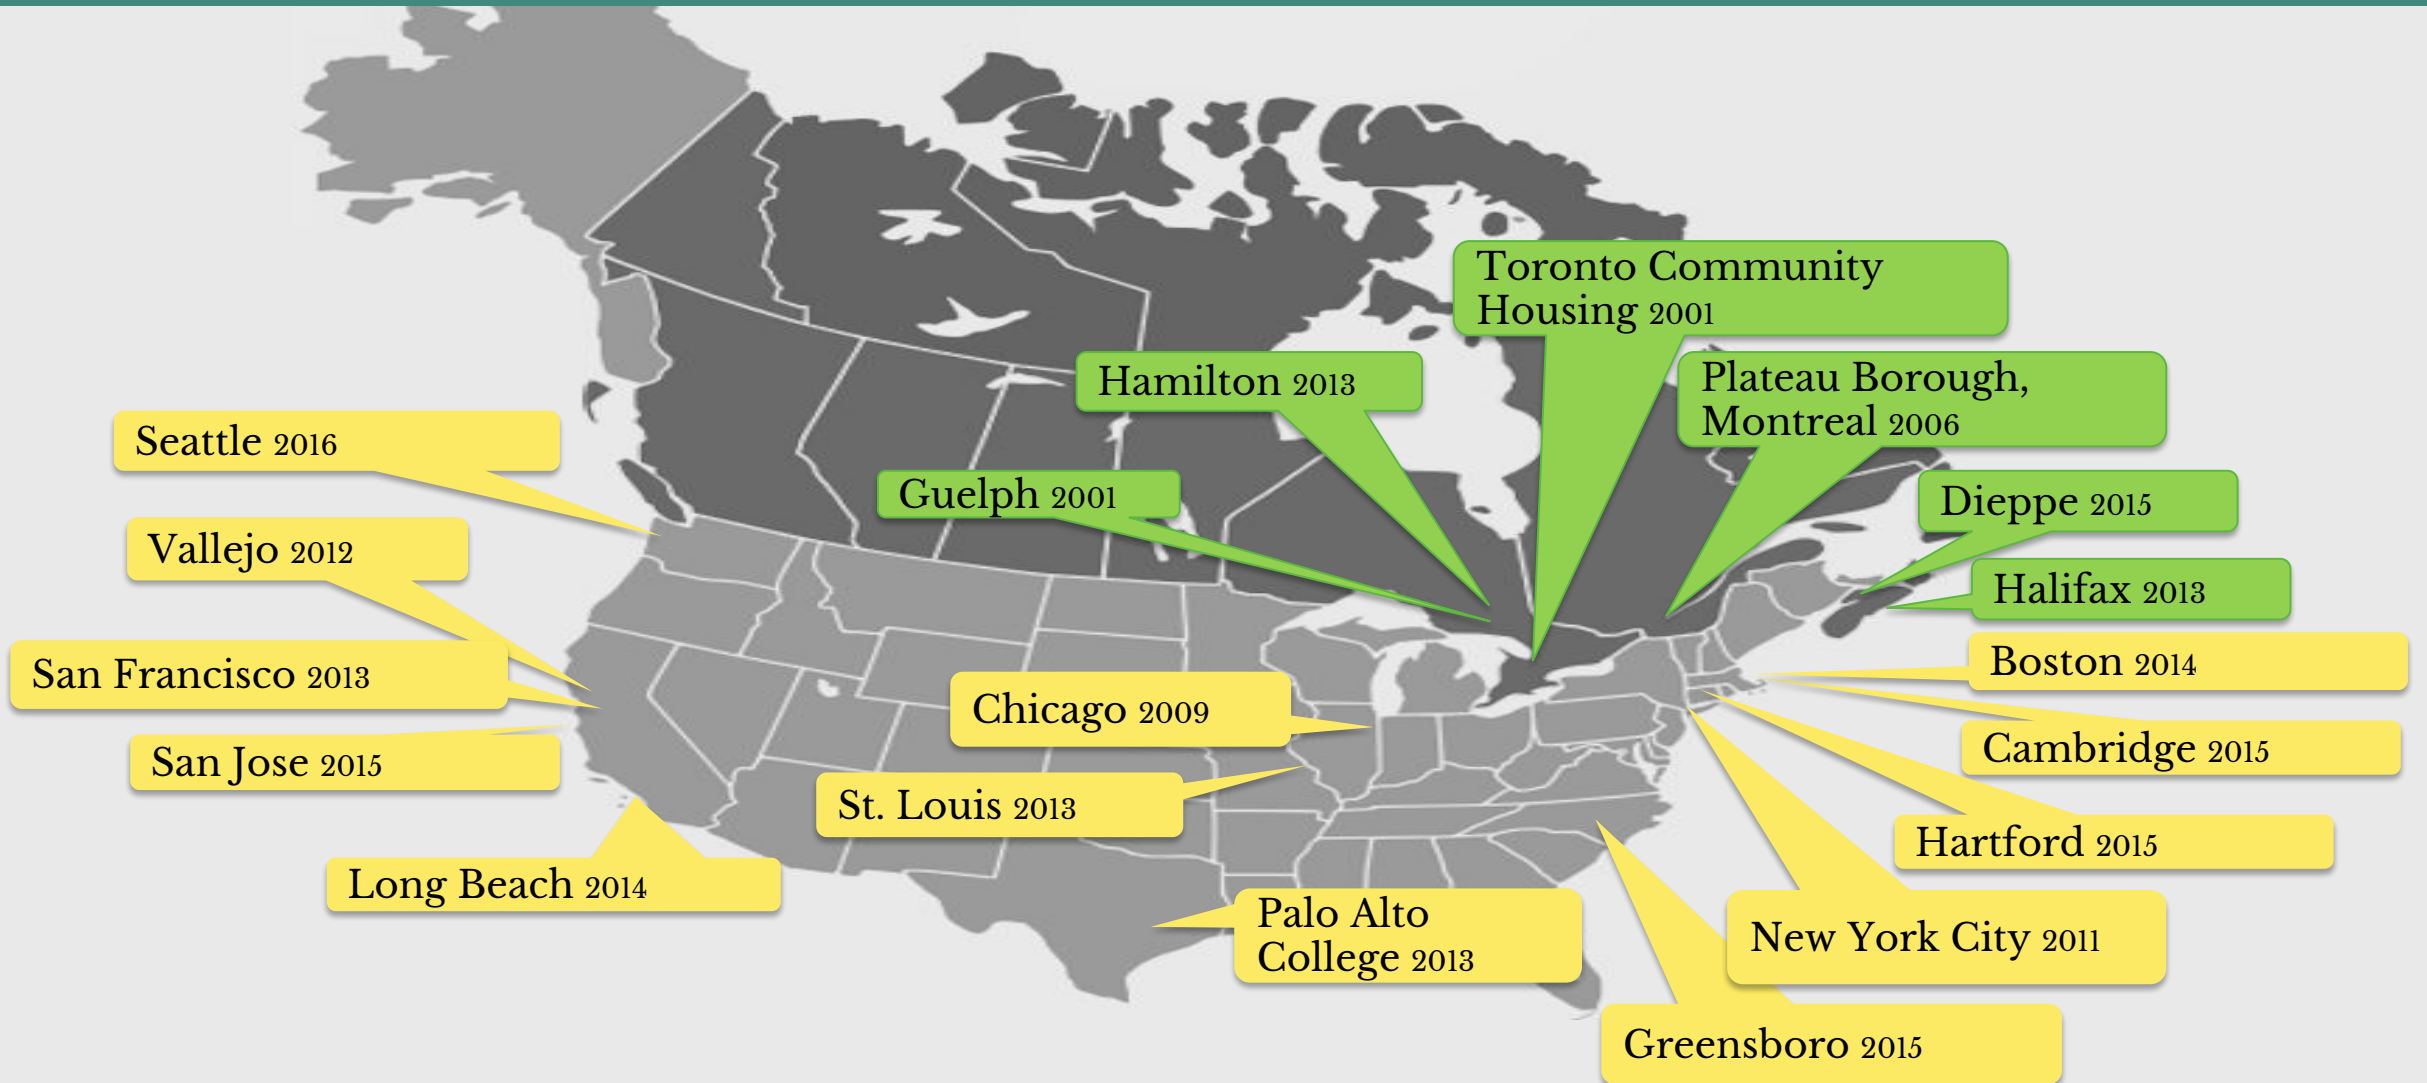 Toronto Community
Housing 2001
Hamilton 2013
Plateau Borough,
Montreal 2006
Seattle 2016
Guelph 2001
Dieppe 2015
Vallejo 2012
Halifax 2013
San Francisco 2013
Boston 2014
Chicago 2009
Cambridge 2015
San Jose 2015
St. Louis 2013
Hartford 2015
Long Beach 2014
Palo Alto
College 2013
New York City 2011
Greensboro 2015